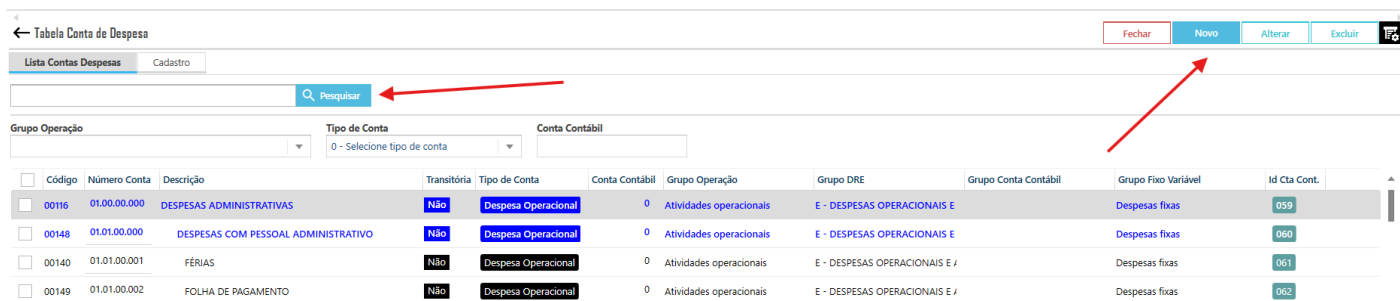 Tabela Conta de Despesa
Fechar Novo Alterar Excluir
Lista Contas Despesas Cadastro
Pesquisar
Grupo Operação Tipo de Conta Conta Contábil
0 - Selecione tipo de conta
Código Número Conta Descrição Transitória Tipo de Conta Conta Contábil Grupo Operação Grupo DRE Grupo Conta Contábil Grupo Fixo Variável Id Cta Cont.
00116 01.00.00.000 DESPESAS ADMINISTRATIVAS Não Despesa Operacional 0 Atividades operacionais E - DESPESAS OPERACIONAIS E Despesas fixas 059
00148 01.01.00.000 DESPESAS COM PESSOAL ADMINISTRATIVO Não Despesa Operacional 0 Atividades operacionais E - DESPESAS OPERACIONAIS E Despesas fixas 060
00140 01.01.00.001 FÉRIAS Não Despesa Operacional 0 Atividades operacionais E - DESPESAS OPERACIONAIS E Despesas fixas 061
00149 01.01.00.002 FOLHA DE PAGAMENTO Não Despesa Operacional 0 Atividades operacionais E - DESPESAS OPERACIONAIS E Despesas fixas 062